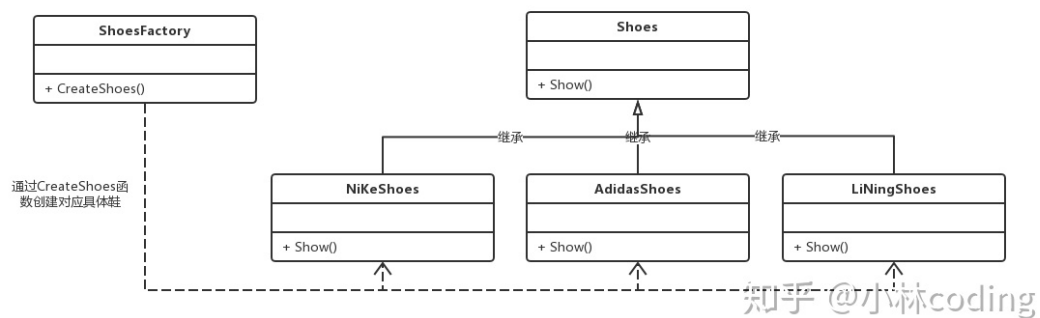 ShoesFactory
+ CreateShoes()
Shoes
+ Show()
继承
继承
继承
通过CreateShoes函
数创建对应具体鞋
NiKeShoes
+ Show()
AdidasShoes
+ Show()
LiNingShoes
+ Show()
知乎 @小林coding